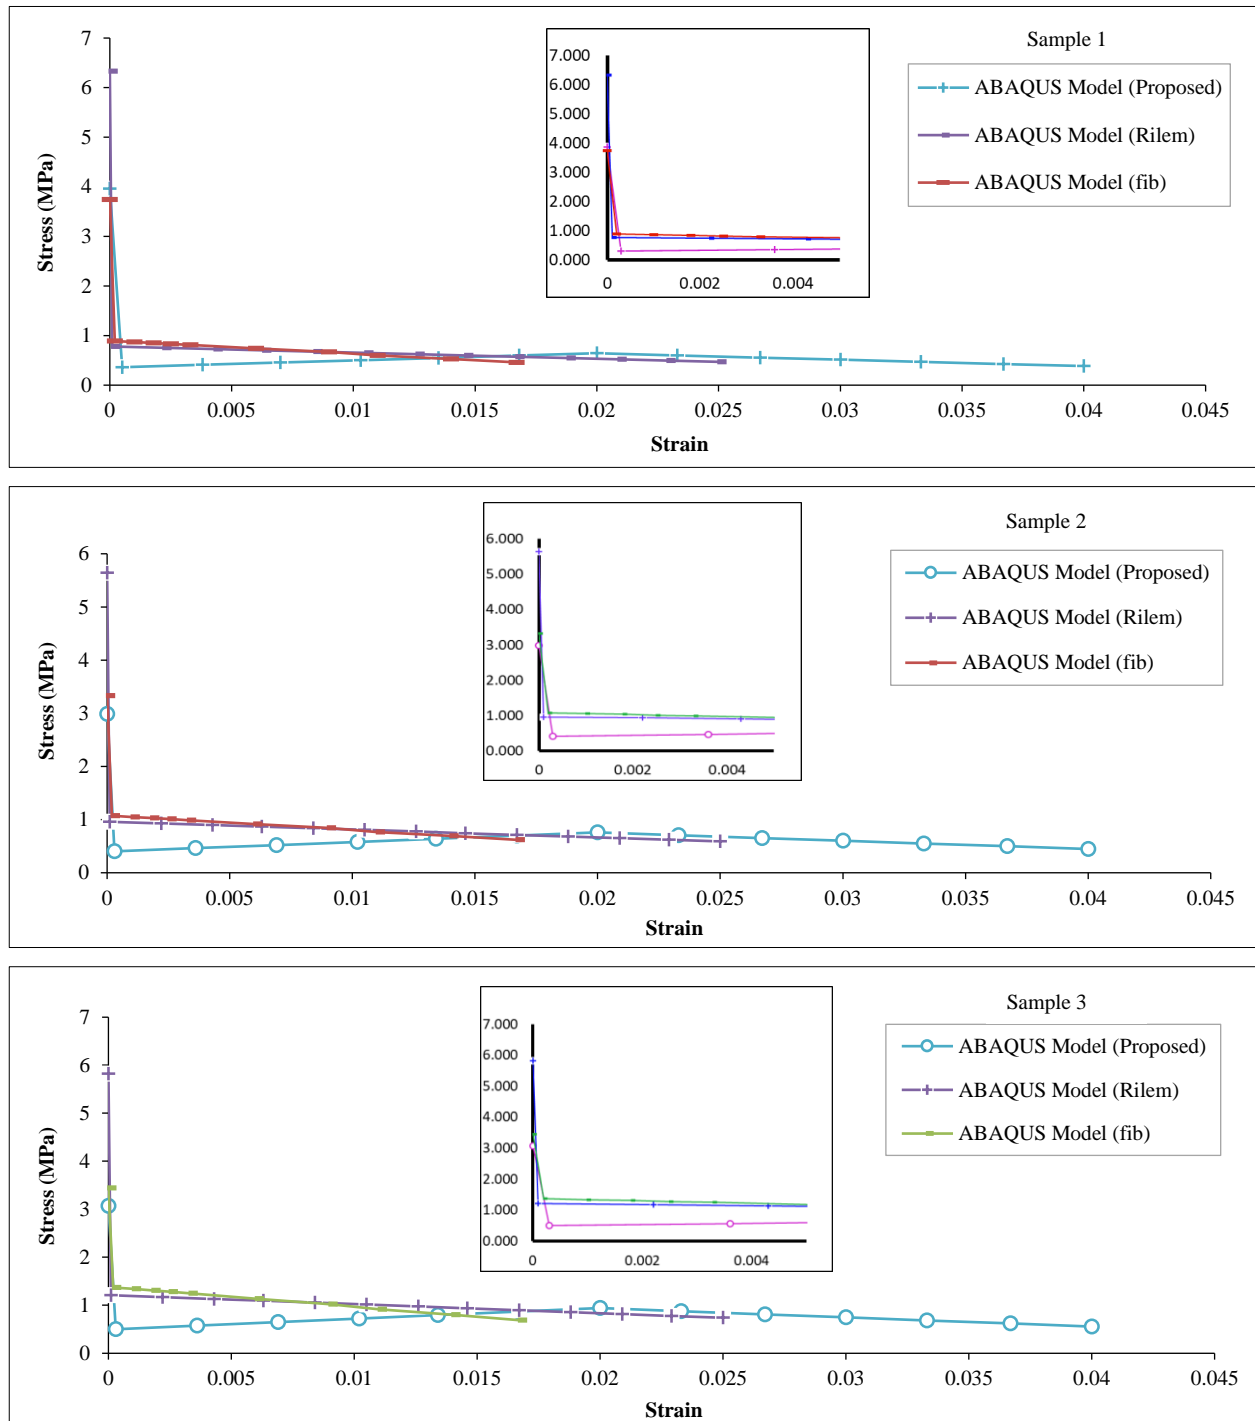 Sample 1
ABAQUS Model (Proposed)
ABAQUS Model (Rilem)
ABAQUS Model (fib)
Stress (MPa)
7
6
5
4
3
2
1
0
0 0.005 0.01 0.015 0.02 0.025 0.03 0.035 0.04 0.045
Strain
7.000
6.000
5.000
4.000
3.000
2.000
1.000
0.000
0 0.002 0.004
Sample 2
ABAQUS Model (Proposed)
ABAQUS Model (Rilem)
ABAQUS Model (fib)
Stress (MPa)
6
5
4
3
2
1
0
0 0.005 0.01 0.015 0.02 0.025 0.03 0.035 0.04 0.045
Strain
6.000
5.000
4.000
3.000
2.000
1.000
0.000
0 0.002 0.004
Sample 3
ABAQUS Model (Proposed)
ABAQUS Model (Rilem)
ABAQUS Model (fib)
Stress (MPa)
7
6
5
4
3
2
1
0
0 0.005 0.01 0.015 0.02 0.025 0.03 0.035 0.04 0.045
Strain
7.000
6.000
5.000
4.000
3.000
2.000
1.000
0.000
0 0.002 0.004